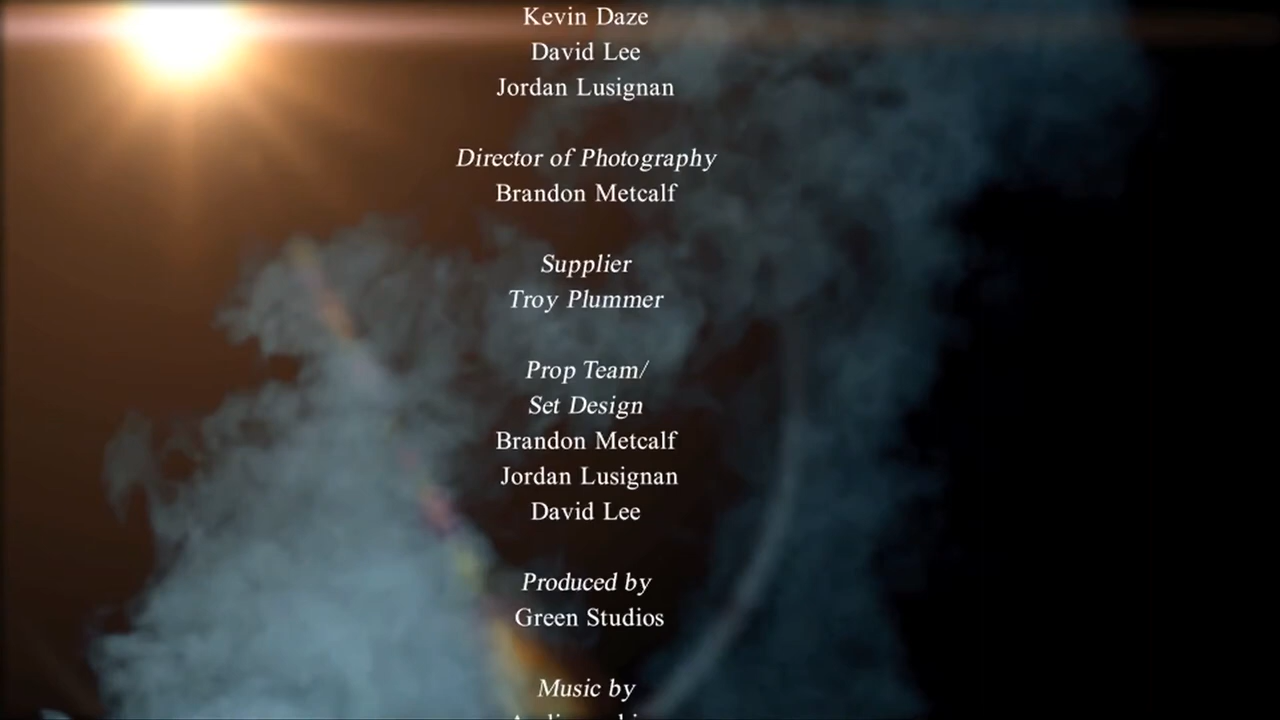 Kevin Daze
David Lee
Jordan Lusignan
Director of Photography
Brandon Metcalf
Supplier
Troy Plummer
Prop Team/
Set Design
Brandon Metcalf
Jordan Lusignan
David Lee
Produced by
Green Studios
Music by